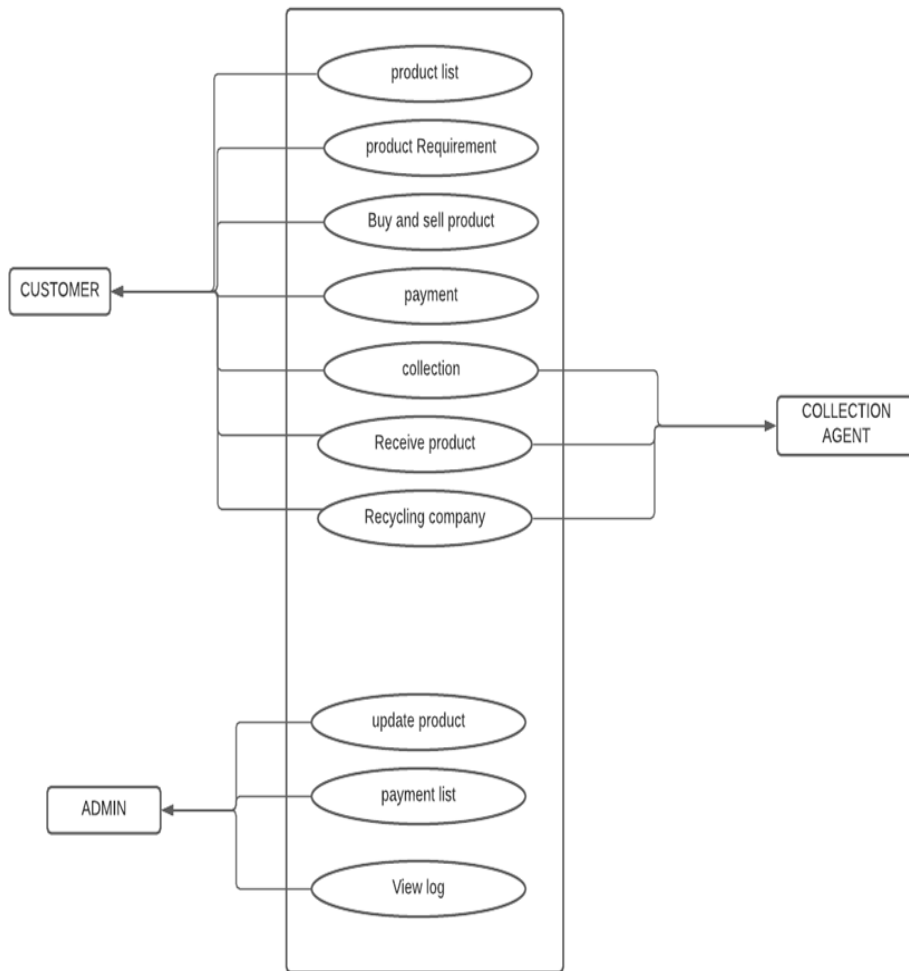 product list
product Requirement
Buy and sell product
CUSTOMER
payment
collection
COLLECTION
AGENT
Receive product
Recycling company
update product
payment list
ADMIN
View log